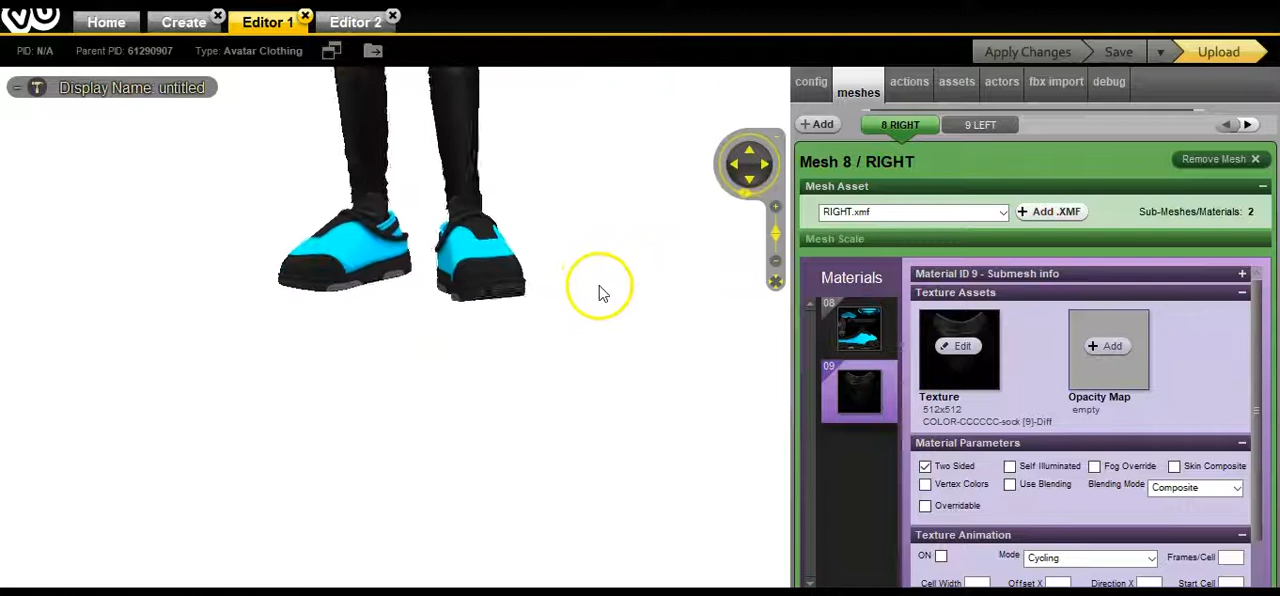 Home Create Editor 1 Editor 2
PID: N/A Parent PID: 61290907 Type: Avatar Clothing Apply Changes Save Upload
T Display Name: untitled
config meshes actions assets actors fbx import debug
+ Add 8 RIGHT 9 LEFT
Mesh 8 / RIGHT Remove Mesh
Mesh Asset
RIGHT.xmf + Add .XMF Sub-Meshes/Materials: 2
Mesh Scale
Materials
08
09
Material ID 9 - Submesh info
Texture Assets
Edit + Add
Texture Opacity Map
512x512 empty
COLOR-CCCCCC-sock [9]-Diff
Material Parameters
Two Sided Self Illuminated Fog Override Skin Composite
Vertex Colors Use Blending Blending Mode Composite
Overridable
Texture Animation
ON Mode Cycling Frames/Cell
Cell Width Offset X Direction X Start Cell